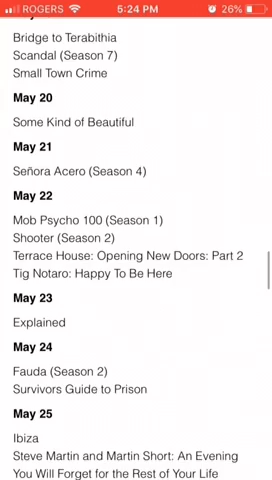 ROGERS 5:24 PM 26%
Bridge to Terabithia
Scandal (Season 7)
Small Town Crime
May 20
Some Kind of Beautiful
May 21
Señora Acero (Season 4)
May 22
Mob Psycho 100 (Season 1)
Shooter (Season 2)
Terrace House: Opening New Doors: Part 2
Tig Notaro: Happy To Be Here
May 23
Explained
May 24
Fauda (Season 2)
Survivors Guide to Prison
May 25
Ibiza
Steve Martin and Martin Short: An Evening
You Will Forget for the Rest of Your Life